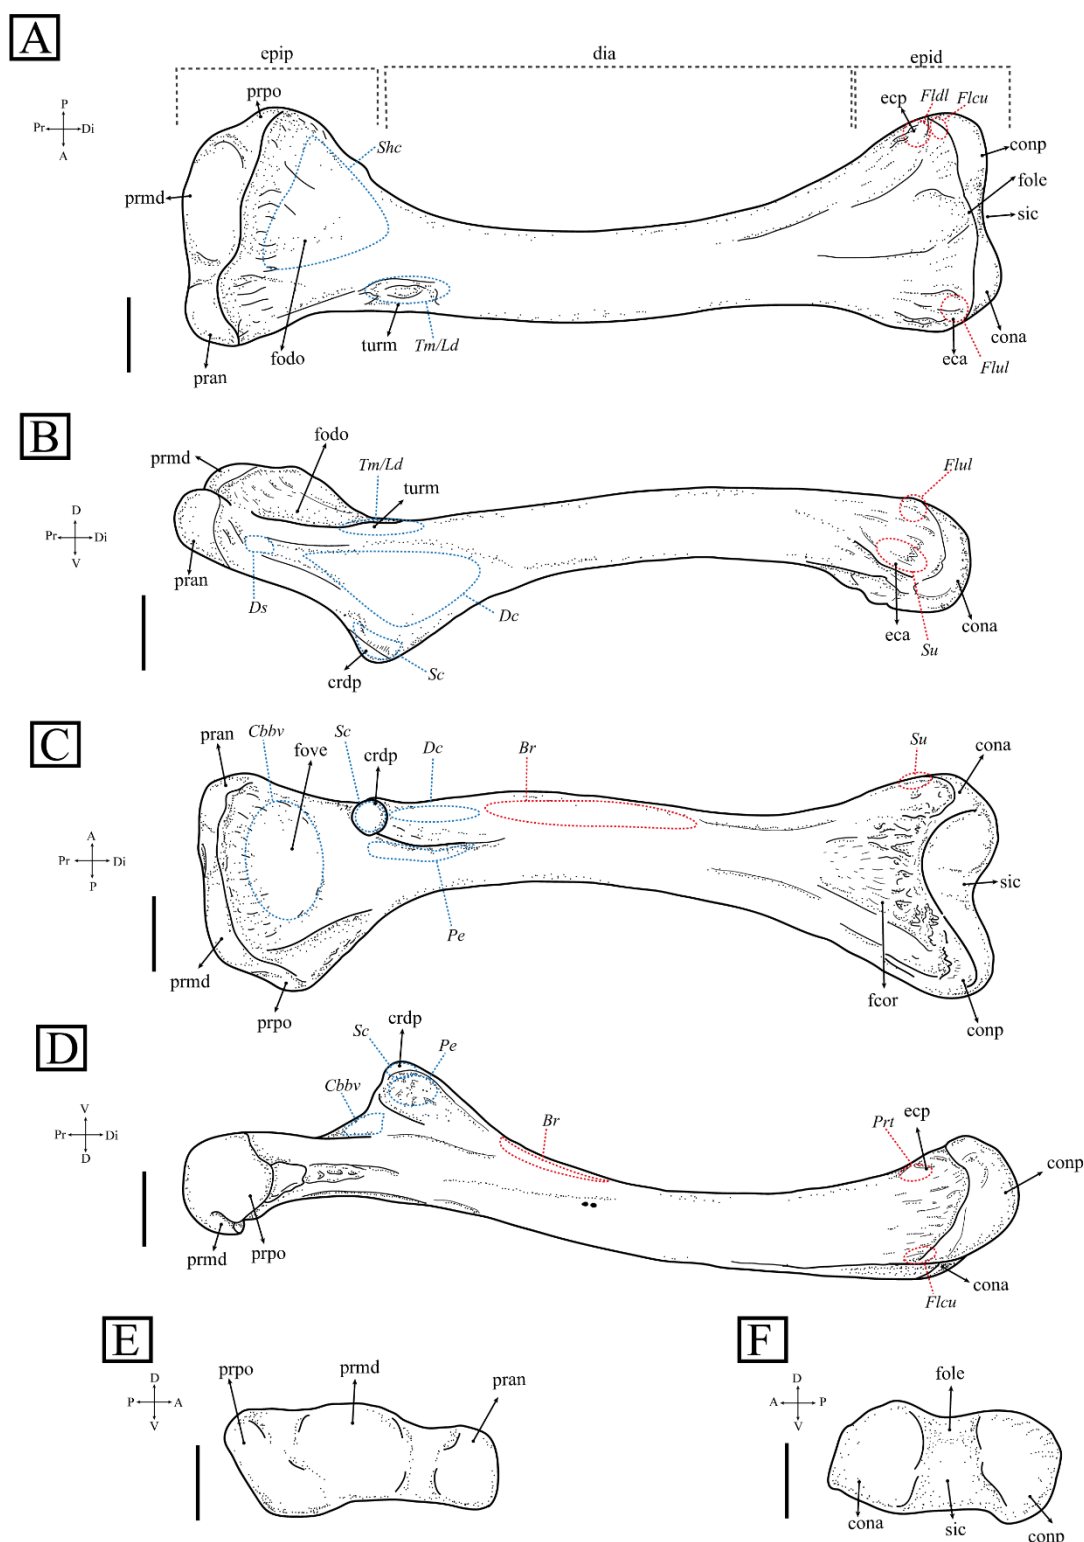 A
epip
dia
epid
P
Pr Di
A
prpo
ecp
Fldl
Flcu
Shc
conp
prmd
fole
sic
pran
fodo
turm
Tm/Ld
eca
cona
Flul
B
prmd
fodo
Tm/Ld
turm
Flul
D
Pr Di
V
pran
Ds
Dc
eca
cona
crdp
Sc
Su
C
pran
Cbbv
fove
Sc
crdp
Dc
Br
Su
cona
A
Pr Di
P
sic
Pe
prmd
prpo
fcor
conp
D
Sc
crdp
Pe
Cbbv
Br
Prt
ecp
V
Pr Di
D
conp
prmd
prpo
cona
Flcu
E
F
prpo
prmd
pran
fole
D
P A
V
D
A P
V
cona
sic
conp